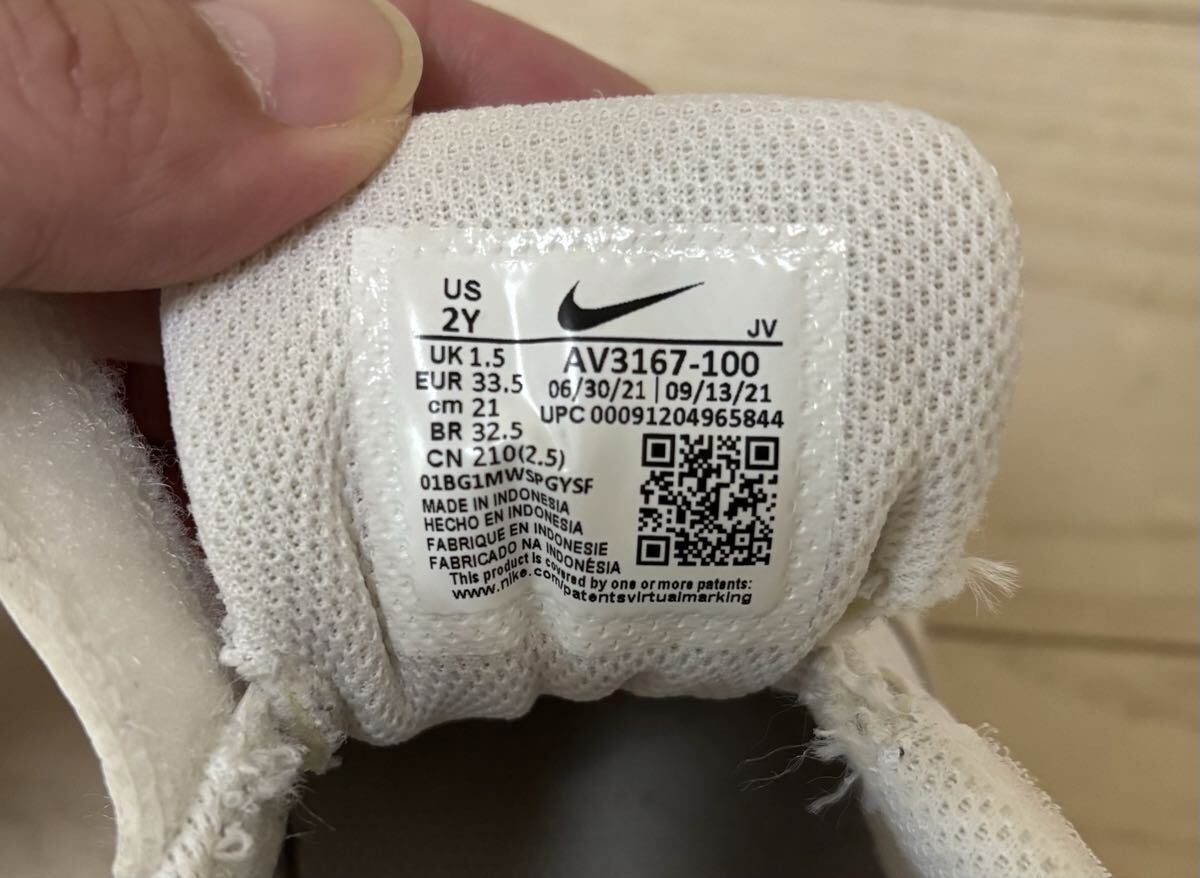 US
2Y
JV
UK 1.5
EUR 33.5
cm 21
BR 32.5
CN 210(2.5)
AV3167-100
06/30/21 | 09/13/21
UPC 00091204965844
01BG1MWSPGYSF
MADE IN INDONESIA
HECHO EN INDONESIA
FABRIQUE EN INDONESIE
FABRICADO NA INDONÉSIA
This product is covered by one or more patents:
www.nike.com/patentsvirtualmarking